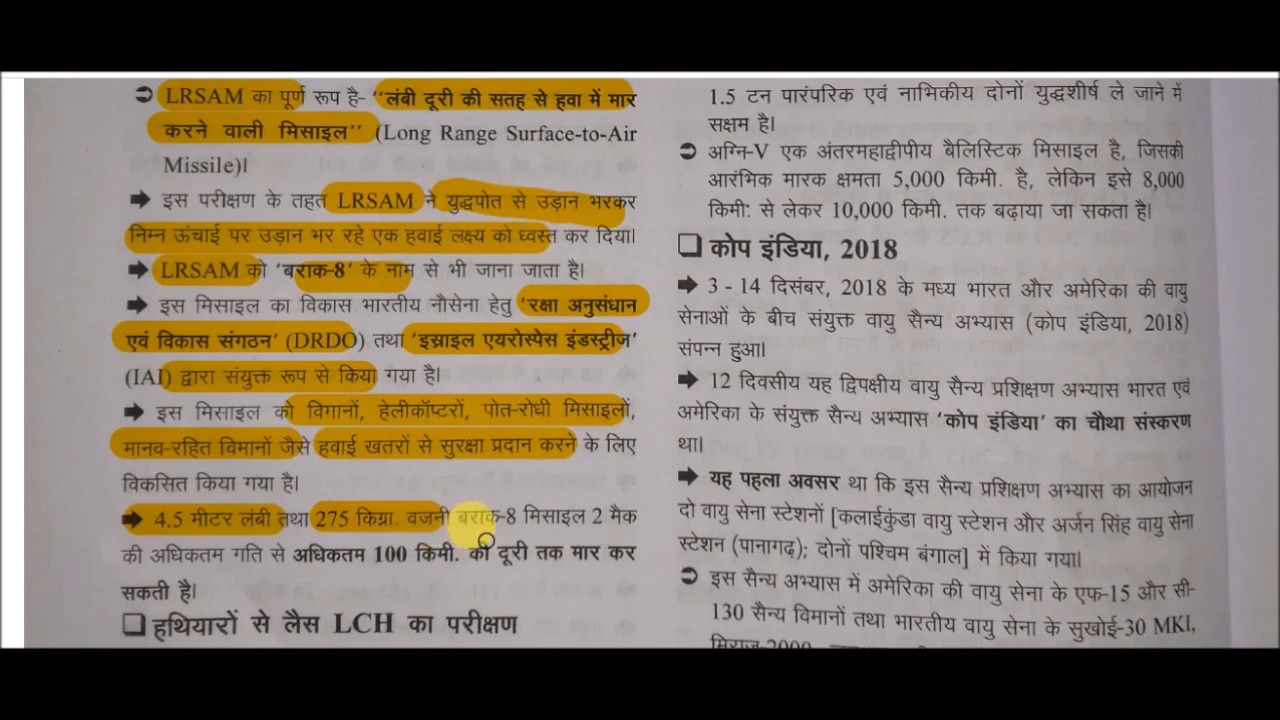 ➲ LRSAM का पूर्ण रूप है- ''लंबी दूरी की सतह से हवा में मार
करने वाली मिसाइल'' (Long Range Surface-to-Air
Missile)।
➡ इस परीक्षण के तहत LRSAM ने युद्धपोत से उड़ान भरकर
निम्न ऊंचाई पर उड़ान भर रहे एक हवाई लक्ष्य को ध्वस्त कर दिया।
➡ LRSAM को 'बराक-8' के नाम से भी जाना जाता है।
➡ इस मिसाइल का विकास भारतीय नौसेना हेतु 'रक्षा अनुसंधान
एवं विकास संगठन' (DRDO) तथा 'इस्राइल एयरोस्पेस इंडस्ट्रीज'
(IAI) द्वारा संयुक्त रूप से किया गया है।
➡ इस मिसाइल को विमानों, हेलीकॉप्टरों, पोत-रोधी मिसाइलों,
मानव-रहित विमानों जैसे हवाई खतरों से सुरक्षा प्रदान करने के लिए
विकसित किया गया है।
➡ 4.5 मीटर लंबी तथा 275 किग्रा. वजनी बराक-8 मिसाइल 2 मैक
की अधिकतम गति से अधिकतम 100 किमी. की दूरी तक मार कर
सकती है।
❑ हथियारों से लैस LCH का परीक्षण
1.5 टन पारंपरिक एवं नाभिकीय दोनों युद्धशीर्ष ले जाने में
सक्षम है।
➲ अग्नि-V एक अंतरमहाद्वीपीय बैलिस्टिक मिसाइल है, जिसकी
आरंभिक मारक क्षमता 5,000 किमी. है, लेकिन इसे 8,000
किमी: से लेकर 10,000 किमी. तक बढ़ाया जा सकता है।
❑ कोप इंडिया, 2018
➡ 3 - 14 दिसंबर, 2018 के मध्य भारत और अमेरिका की वायु
सेनाओं के बीच संयुक्त वायु सैन्य अभ्यास (कोप इंडिया, 2018)
संपन्न हुआ।
➡ 12 दिवसीय यह द्विपक्षीय वायु सैन्य प्रशिक्षण अभ्यास भारत एवं
अमेरिका के संयुक्त सैन्य अभ्यास 'कोप इंडिया' का चौथा संस्करण
था।
➡ यह पहला अवसर था कि इस सैन्य प्रशिक्षण अभ्यास का आयोजन
दो वायु सेना स्टेशनों [कलाईकुंडा वायु स्टेशन और अर्जन सिंह वायु सेना
स्टेशन (पानागढ़); दोनों पश्चिम बंगाल] में किया गया।
➲ इस सैन्य अभ्यास में अमेरिका की वायु सेना के एफ-15 और सी-
130 सैन्य विमानों तथा भारतीय वायु सेना के सुखोई-30 MKI,
मिराज-2000